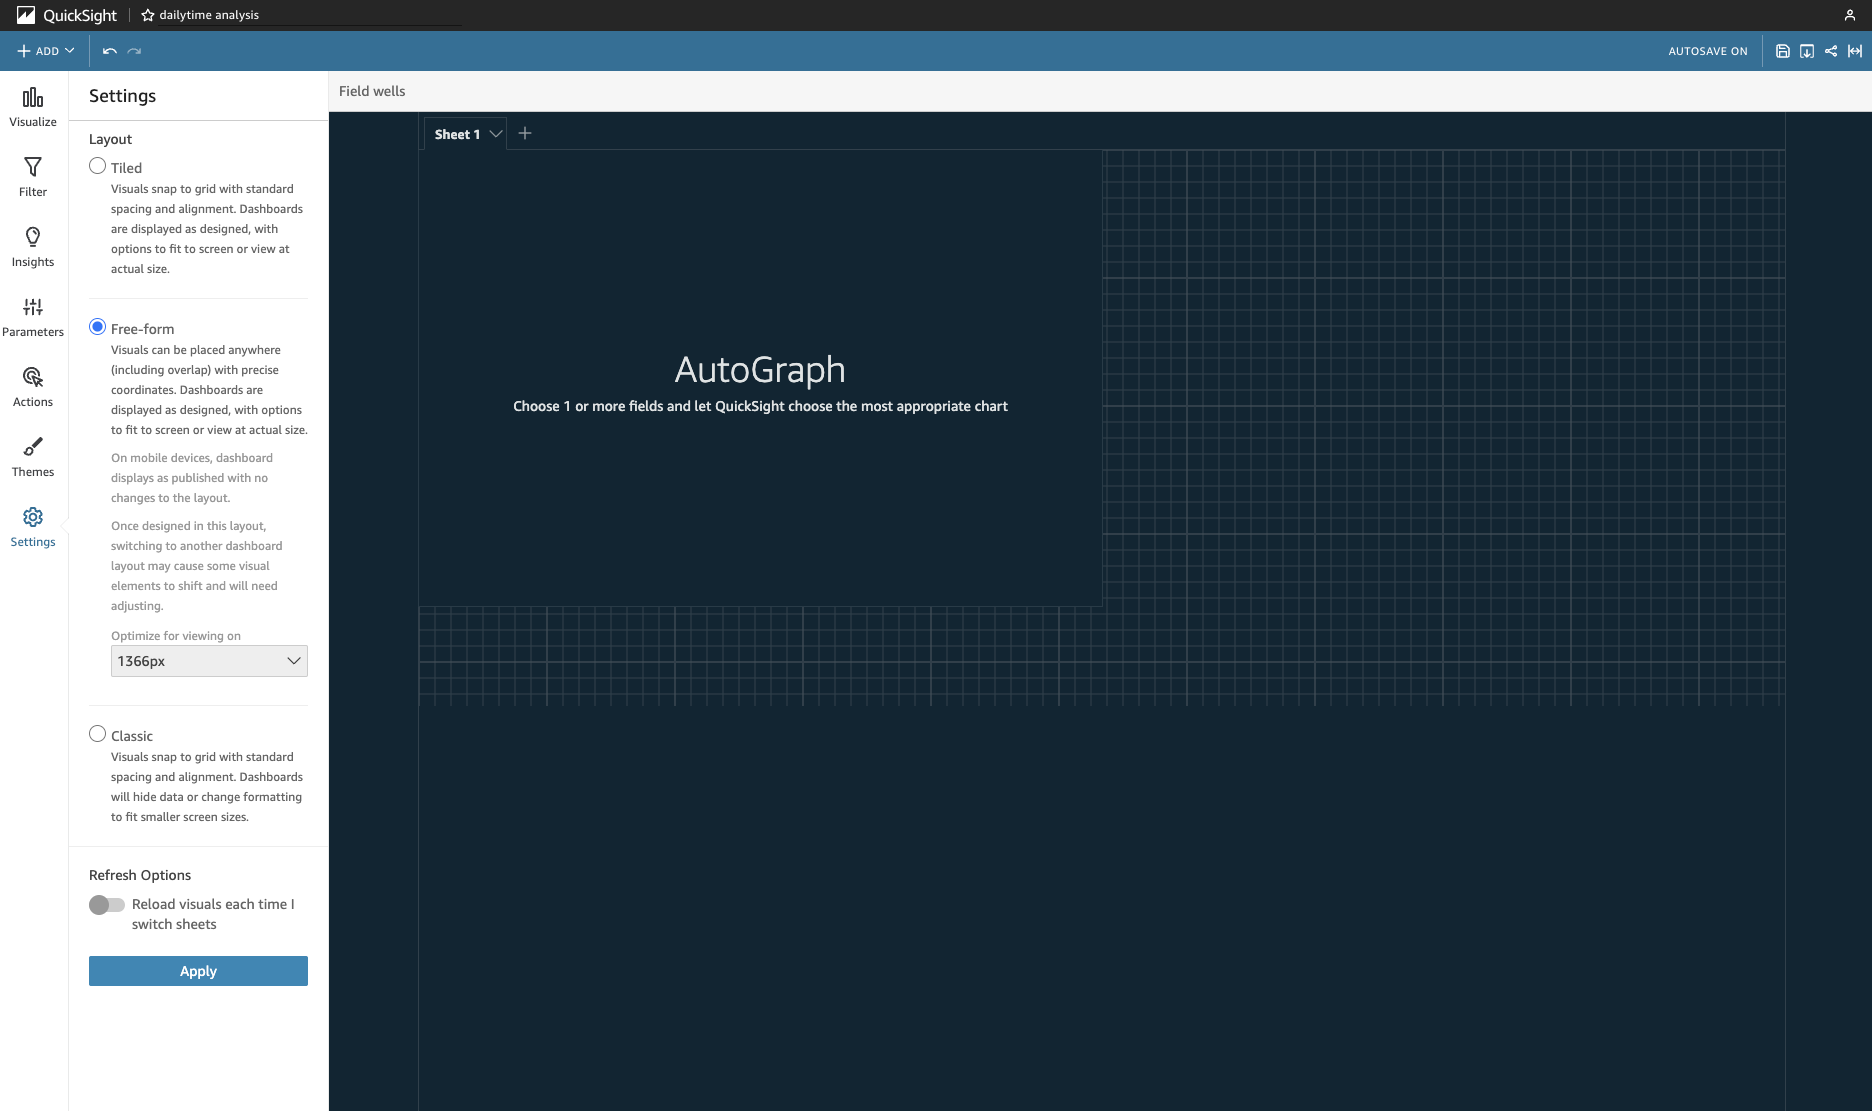 QuickSight
dailytime analysis
ADD
AUTOSAVE ON
Visualize
Filter
Insights
Parameters
Actions
Themes
Settings
Settings
Layout
Tiled
Visuals snap to grid with standard
spacing and alignment. Dashboards
are displayed as designed, with
options to fit to screen or view at
actual size.
Free-form
Visuals can be placed anywhere
(including overlap) with precise
coordinates. Dashboards are
displayed as designed, with options
to fit to screen or view at actual size.
On mobile devices, dashboard
displays as published with no
changes to the layout.
Once designed in this layout,
switching to another dashboard
layout may cause some visual
elements to shift and will need
adjusting.
Optimize for viewing on
1366px
Classic
Visuals snap to grid with standard
spacing and alignment. Dashboards
will hide data or change formatting
to fit smaller screen sizes.
Refresh Options
Reload visuals each time I
switch sheets
Apply
Field wells
Sheet 1
AutoGraph
Choose 1 or more fields and let QuickSight choose the most appropriate chart